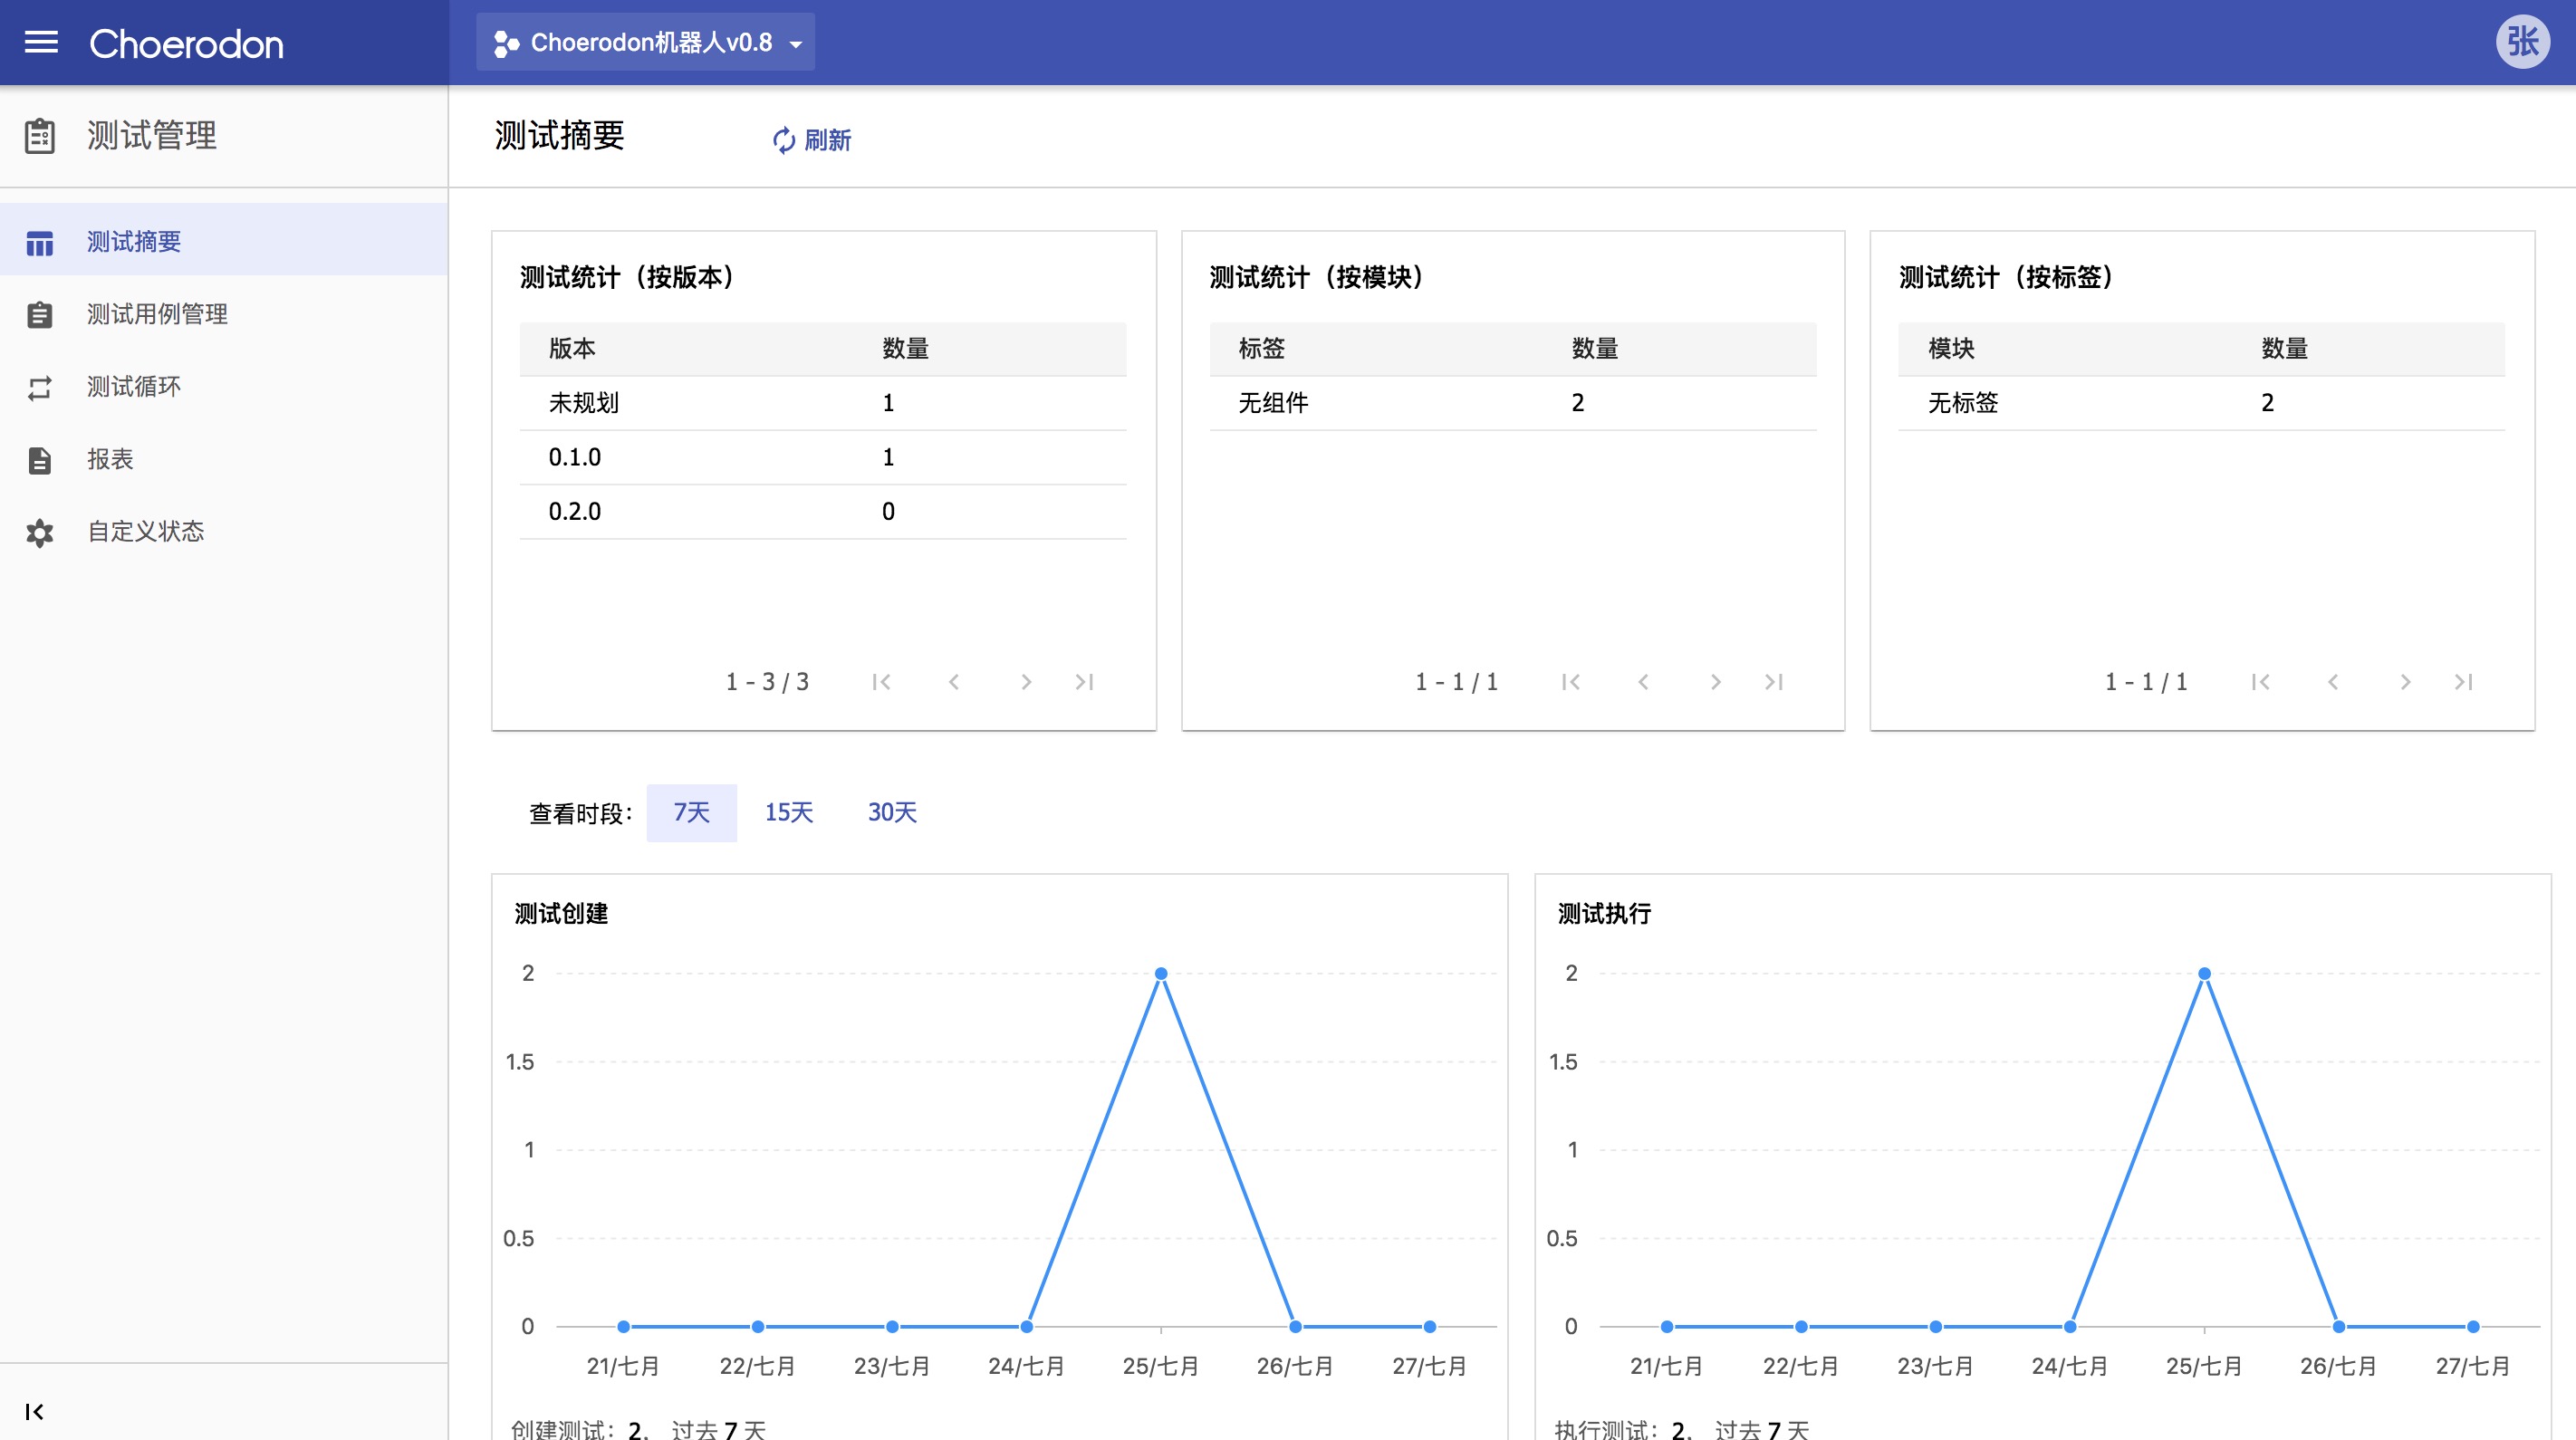 Choerodon
Choerodon机器人v0.8
张
测试管理
测试摘要
测试用例管理
测试循环
报表
自定义状态
测试摘要
刷新
测试统计（按版本）
版本 数量
未规划 1
0.1.0 1
0.2.0 0
1 - 3 / 3
测试统计（按模块）
标签 数量
无组件 2
1 - 1 / 1
测试统计（按标签）
模块 数量
无标签 2
1 - 1 / 1
查看时段： 7天 15天 30天
测试创建
2
1.5
1
0.5
0
21/七月 22/七月 23/七月 24/七月 25/七月 26/七月 27/七月
创建测试：2， 过去 7 天
测试执行
2
1.5
1
0.5
0
21/七月 22/七月 23/七月 24/七月 25/七月 26/七月 27/七月
执行测试：2， 过去 7 天